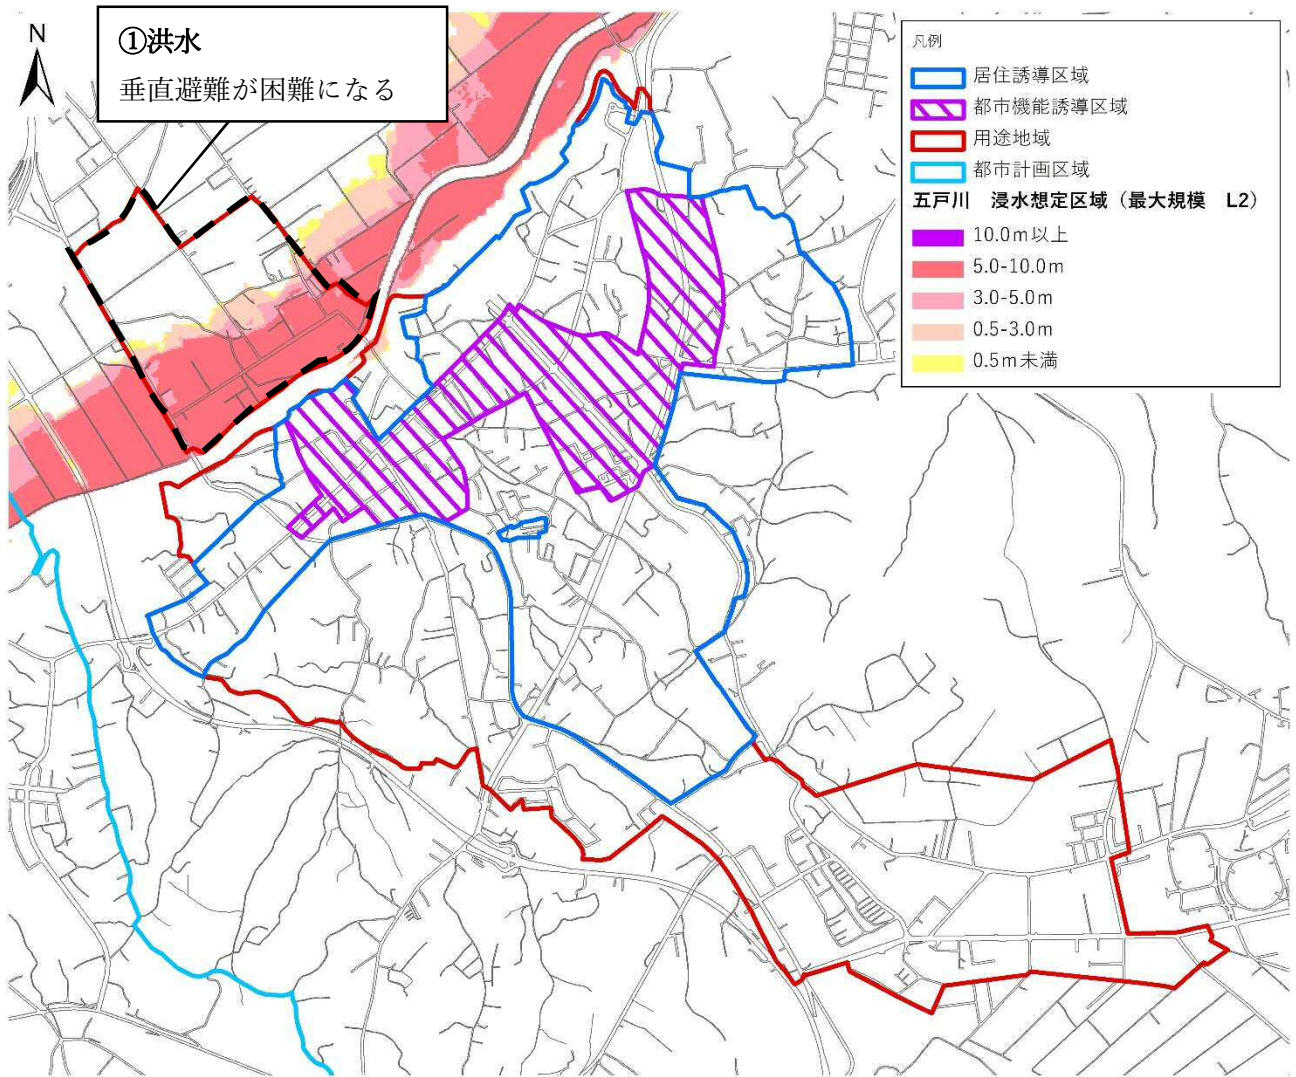 N
①洪水
垂直避難が困難になる
凡例
居住誘導区域
都市機能誘導区域
用途地域
都市計画区域
五戸川　浸水想定区域（最大規模　L2）
10.0m以上
5.0-10.0m
3.0-5.0m
0.5-3.0m
0.5m未満